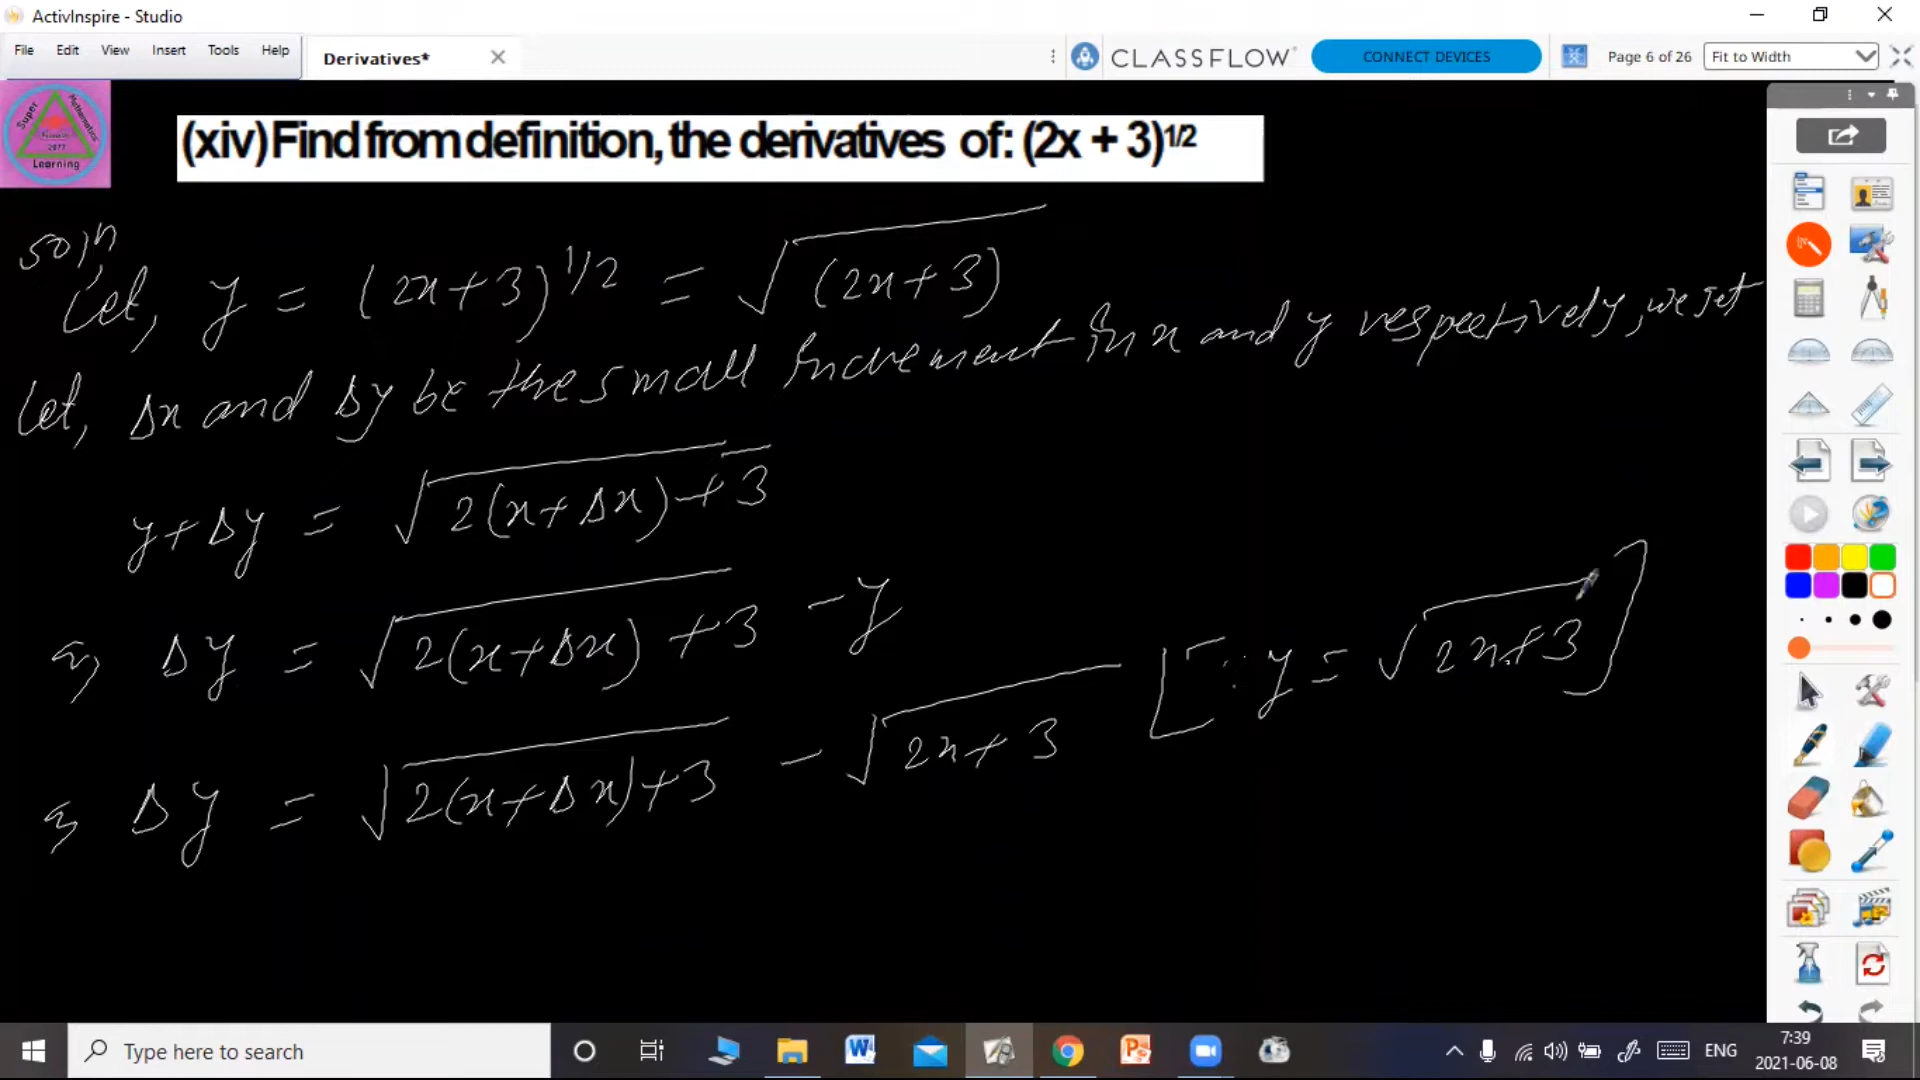 ActivInspire - Studio
File Edit View Insert Tools Help
Derivatives*
CLASSFLOW
CONNECT DEVICES
Page 6 of 26
Fit to Width
Super Mathematics
2077
Learning
(xiv) Find from definition, the derivatives of: (2x + 3)^1/2
Soln
Let, y = (2x+3)^1/2 = √(2x+3)
Let, Δx and Δy be the small increment in x and y respectively, we get
y+Δy = √2(x+Δx)+3
Δy = √2(x+Δx)+3 - y
Δy = √2(x+Δx)+3 - √2x+3 [∵ y = √2x+3]
Type here to search
ENG
7:39
2021-06-08